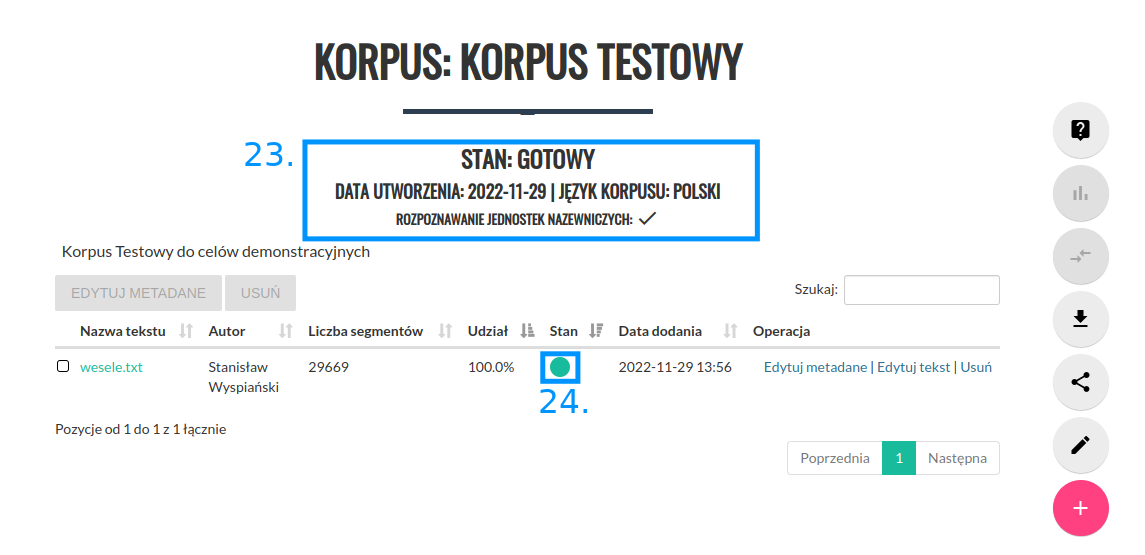 KORPUS: KORPUS TESTOWY
23.
STAN: GOTOWY
DATA UTWORZENIA: 2022-11-29 | JĘZYK KORPUSU: POLSKI
ROZPOZNAWANIE JEDNOSTEK NAZEWNICZYCH:
Korpus Testowy do celów demonstracyjnych
EDYTUJ METADANE USUŃ Szukaj:
Nazwa tekstu Autor Liczba segmentów Udział Stan Data dodania Operacja
wesele.txt Stanisław 29669 100.0% 2022-11-29 13:56 Edytuj metadane | Edytuj tekst | Usuń
Wyspiański
24.
Pozycje od 1 do 1 z 1 łącznie
Poprzednia 1 Następna